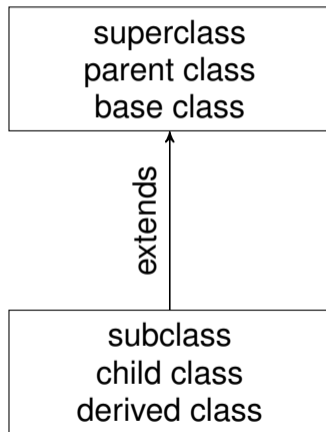 superclass
parent class
base class
extends
subclass
child class
derived class